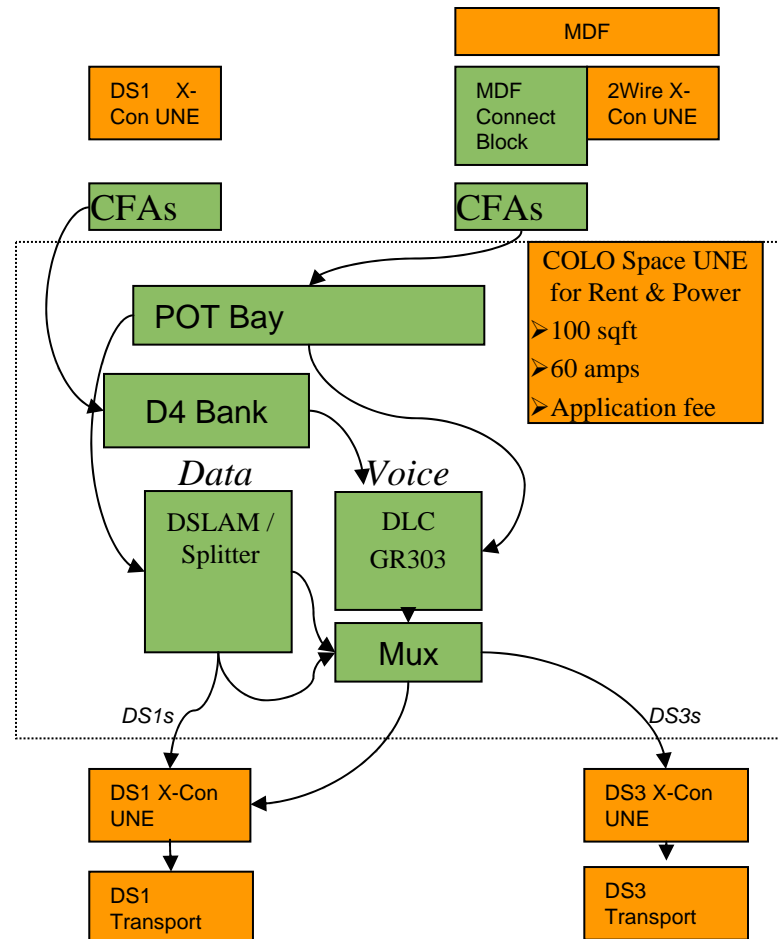 MDF
DS1 X-
Con UNE
MDF
Connect
Block
2Wire X-
Con UNE
CFAs
CFAs
COLO Space UNE
for Rent & Power
➢100 sqft
➢60 amps
➢Application fee
POT Bay
D4 Bank
Data
Voice
DSLAM /
Splitter
DLC
GR303
Mux
DS1s
DS3s
DS1 X-Con
UNE
DS3 X-Con
UNE
DS1
Transport
DS3
Transport